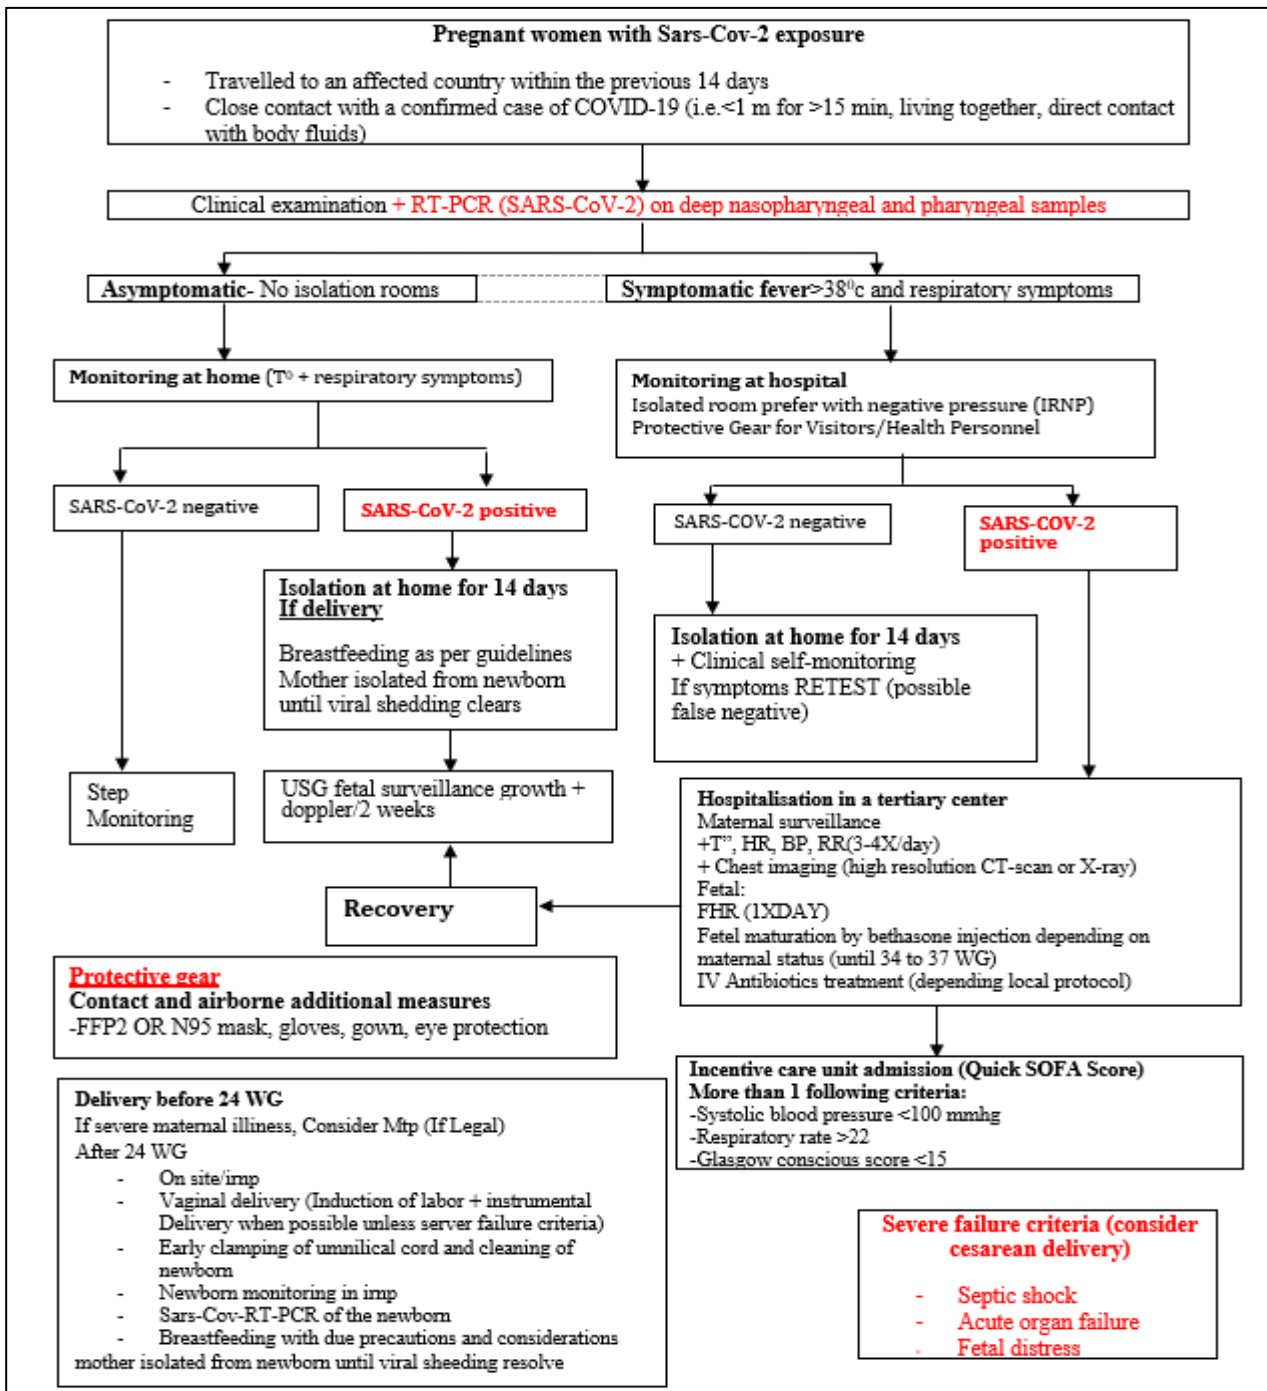 Pregnant women with Sars-Cov-2 exposure
- Travelled to an affected country within the previous 14 days
- Close contact with a confirmed case of COVID-19 (i.e.<1 m for >15 min, living together, direct contact
with body fluids)
Clinical examination + RT-PCR (SARS-CoV-2) on deep nasopharyngeal and pharyngeal samples
Asymptomatic- No isolation rooms
Symptomatic fever>38⁰c and respiratory symptoms
Monitoring at home (T⁰ + respiratory symptoms)
Monitoring at hospital
Isolated room prefer with negative pressure (IRNP)
Protective Gear for Visitors/Health Personnel
SARS-CoV-2 negative
SARS-CoV-2 positive
SARS-COV-2 negative
SARS-COV-2
positive
Isolation at home for 14 days
If delivery
Breastfeeding as per guidelines
Mother isolated from newborn
until viral shedding clears
Isolation at home for 14 days
+ Clinical self-monitoring
If symptoms RETEST (possible
false negative)
Step
Monitoring
USG fetal surveillance growth +
doppler/2 weeks
Hospitalisation in a tertiary center
Maternal surveillance
+T”, HR, BP, RR(3-4X/day)
+ Chest imaging (high resolution CT-scan or X-ray)
Fetal:
FHR (1XDAY)
Fetel maturation by bethasone injection depending on
maternal status (until 34 to 37 WG)
IV Antibiotics treatment (depending local protocol)
Recovery
Protective gear
Contact and airborne additional measures
-FFP2 OR N95 mask, gloves, gown, eye protection
Incentive care unit admission (Quick SOFA Score)
More than 1 following criteria:
-Systolic blood pressure <100 mmhg
-Respiratory rate >22
-Glasgow conscious score <15
Delivery before 24 WG
If severe maternal illiness, Consider Mtp (If Legal)
After 24 WG
- On site/irnp
- Vaginal delivery (Induction of labor + instrumental
Delivery when possible unless server failure criteria)
- Early clamping of umnilical cord and cleaning of
newborn
- Newborn monitoring in irnp
- Sars-Cov-RT-PCR of the newborn
- Breastfeeding with due precautions and considerations
mother isolated from newborn until viral sheeding resolve
Severe failure criteria (consider
cesarean delivery)
- Septic shock
- Acute organ failure
- Fetal distress